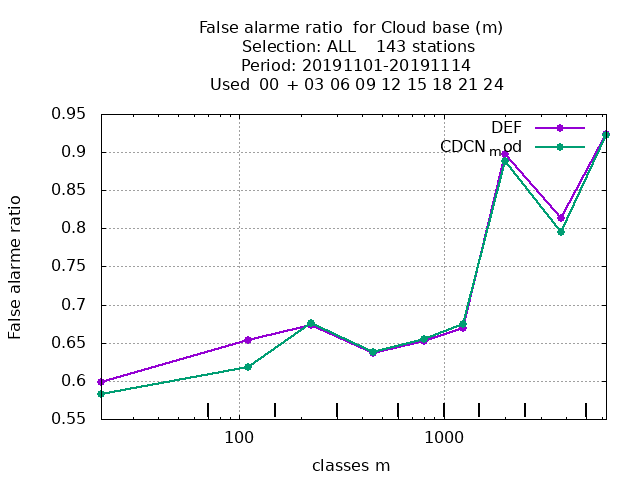 False alarme ratio  for Cloud base (m)
Selection: ALL    143 stations
Period: 20191101-20191114
Used  00 + 03 06 09 12 15 18 21 24
DEF
CDCNmod
0.95
0.9
0.85
0.8
0.75
0.7
0.65
0.6
0.55
False alarme ratio
100
1000
classes m